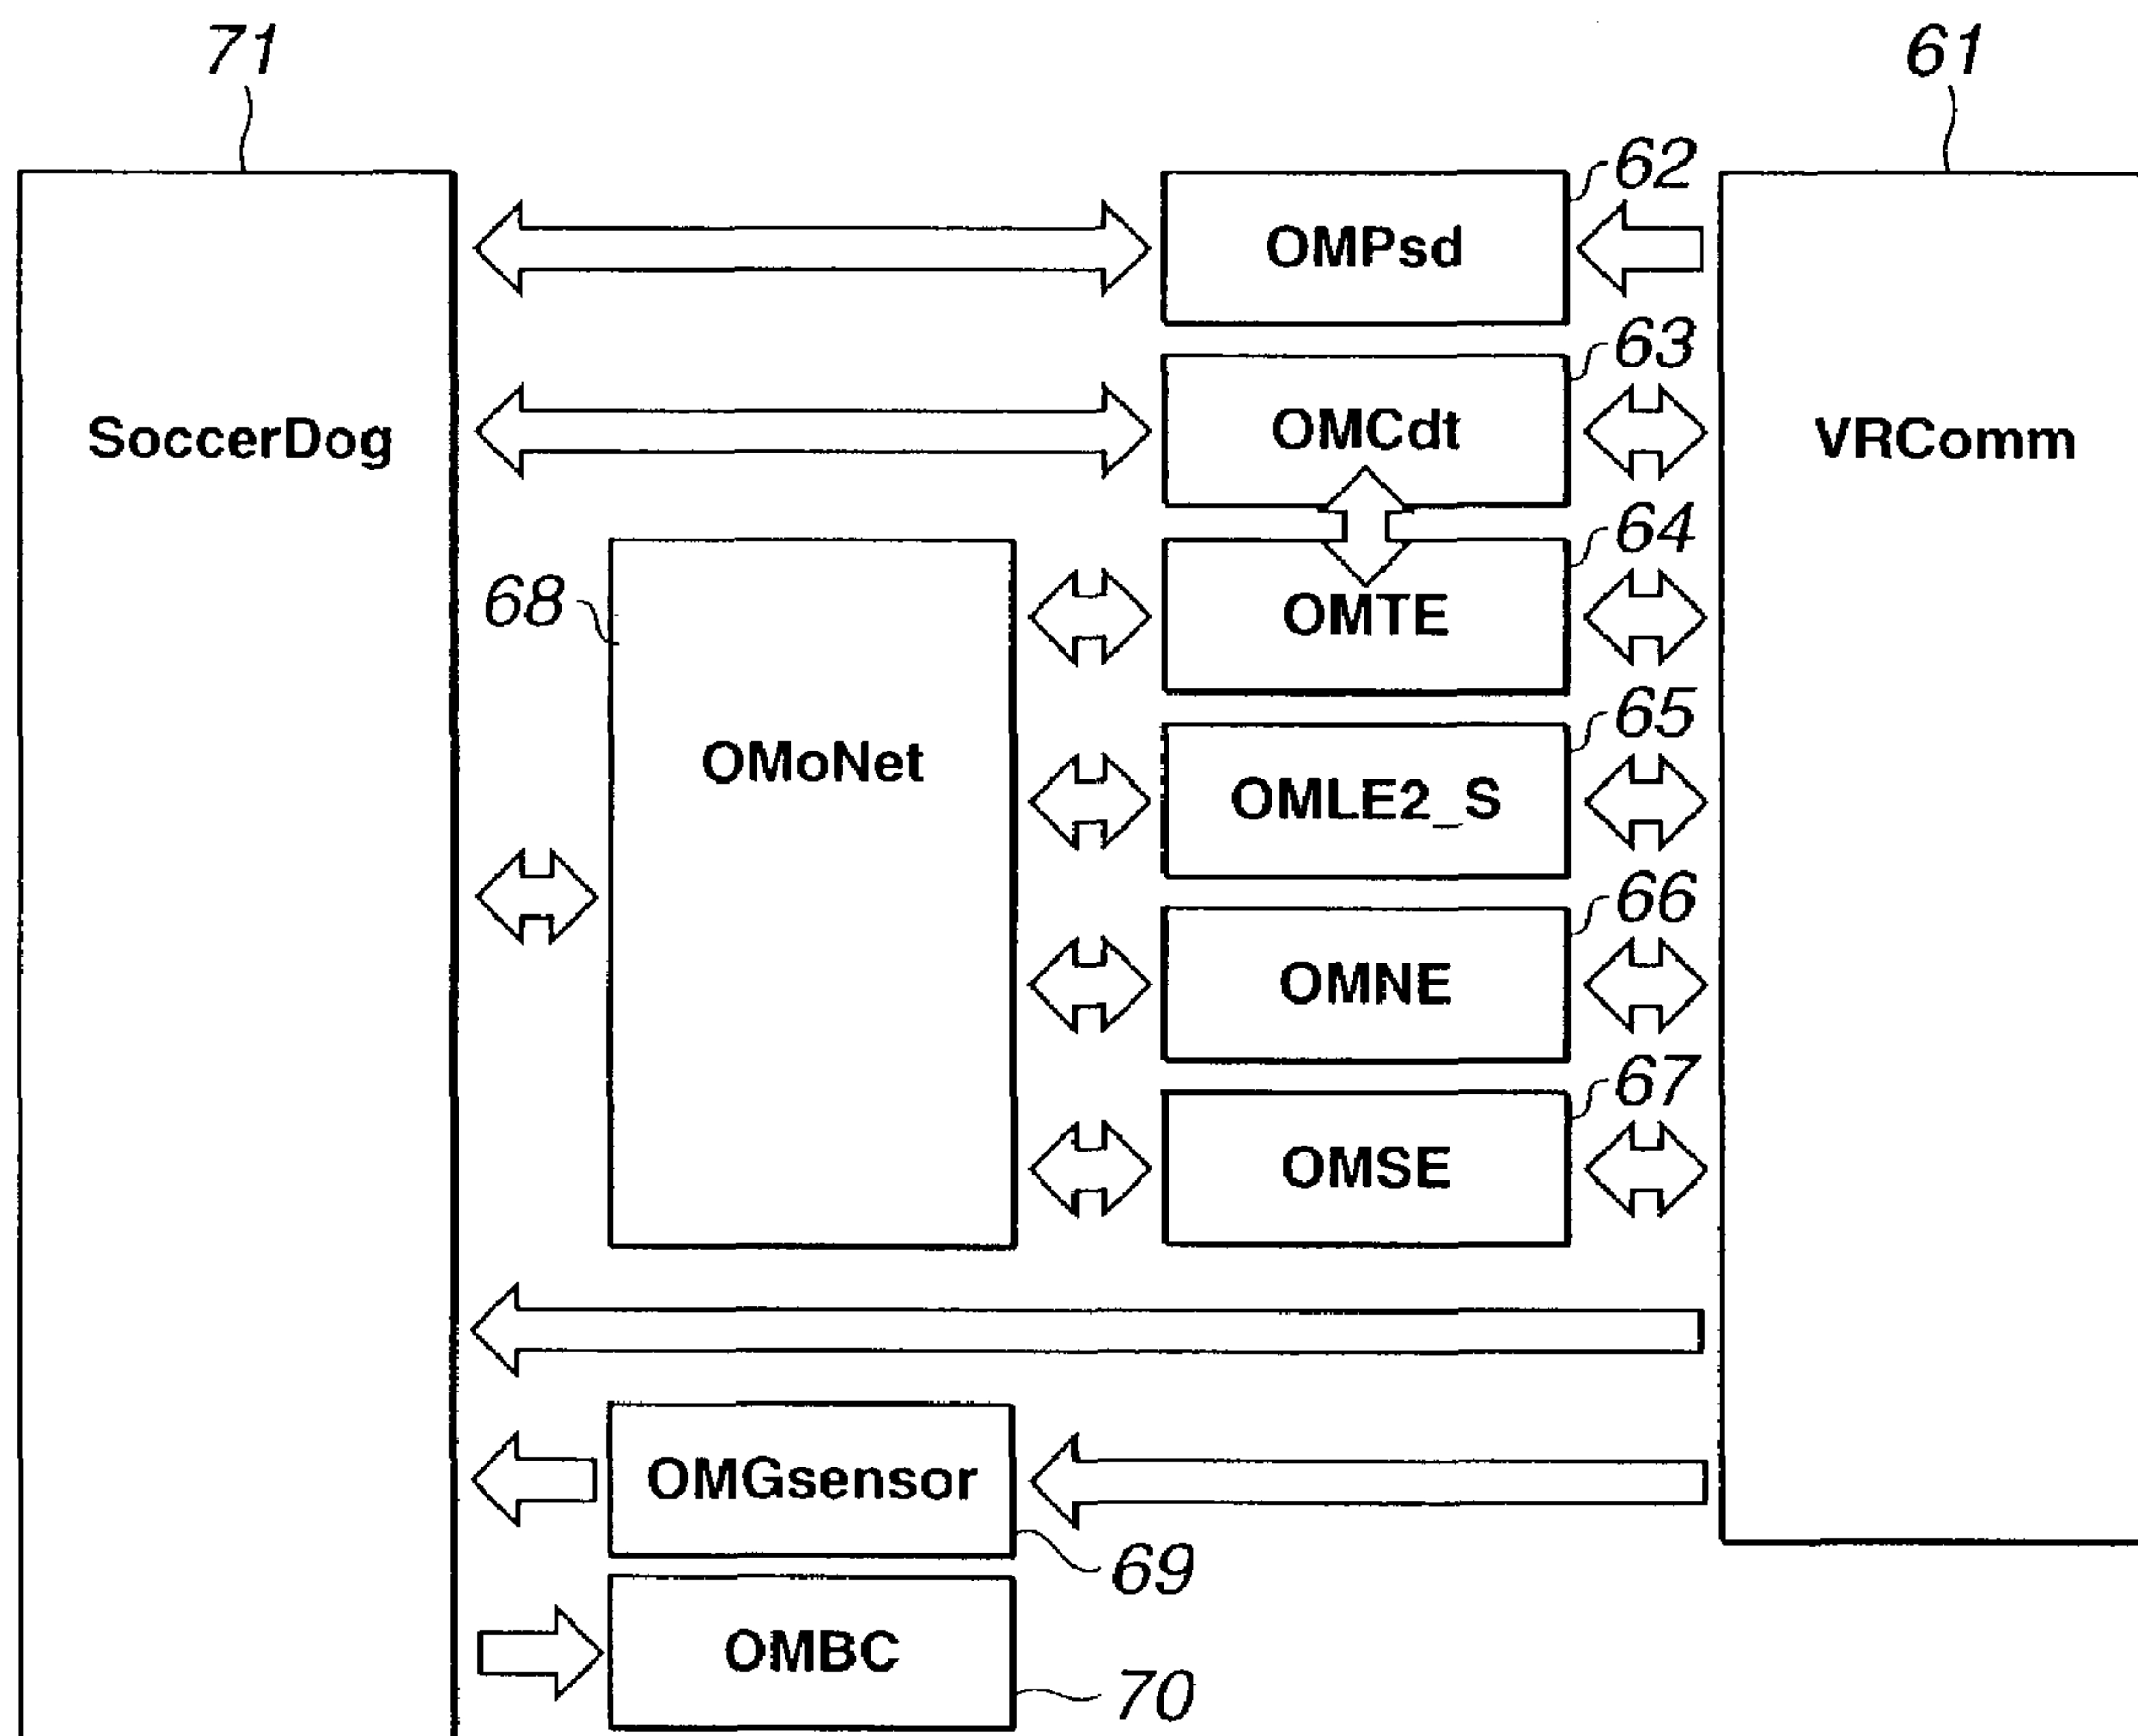 71
61
62
OMPsd
63
SoccerDog
OMCdt
VRComm
64
68
OMTE
65
OMoNet
OMLE2_S
66
OMNE
67
OMSE
OMGsensor
69
OMBC
70